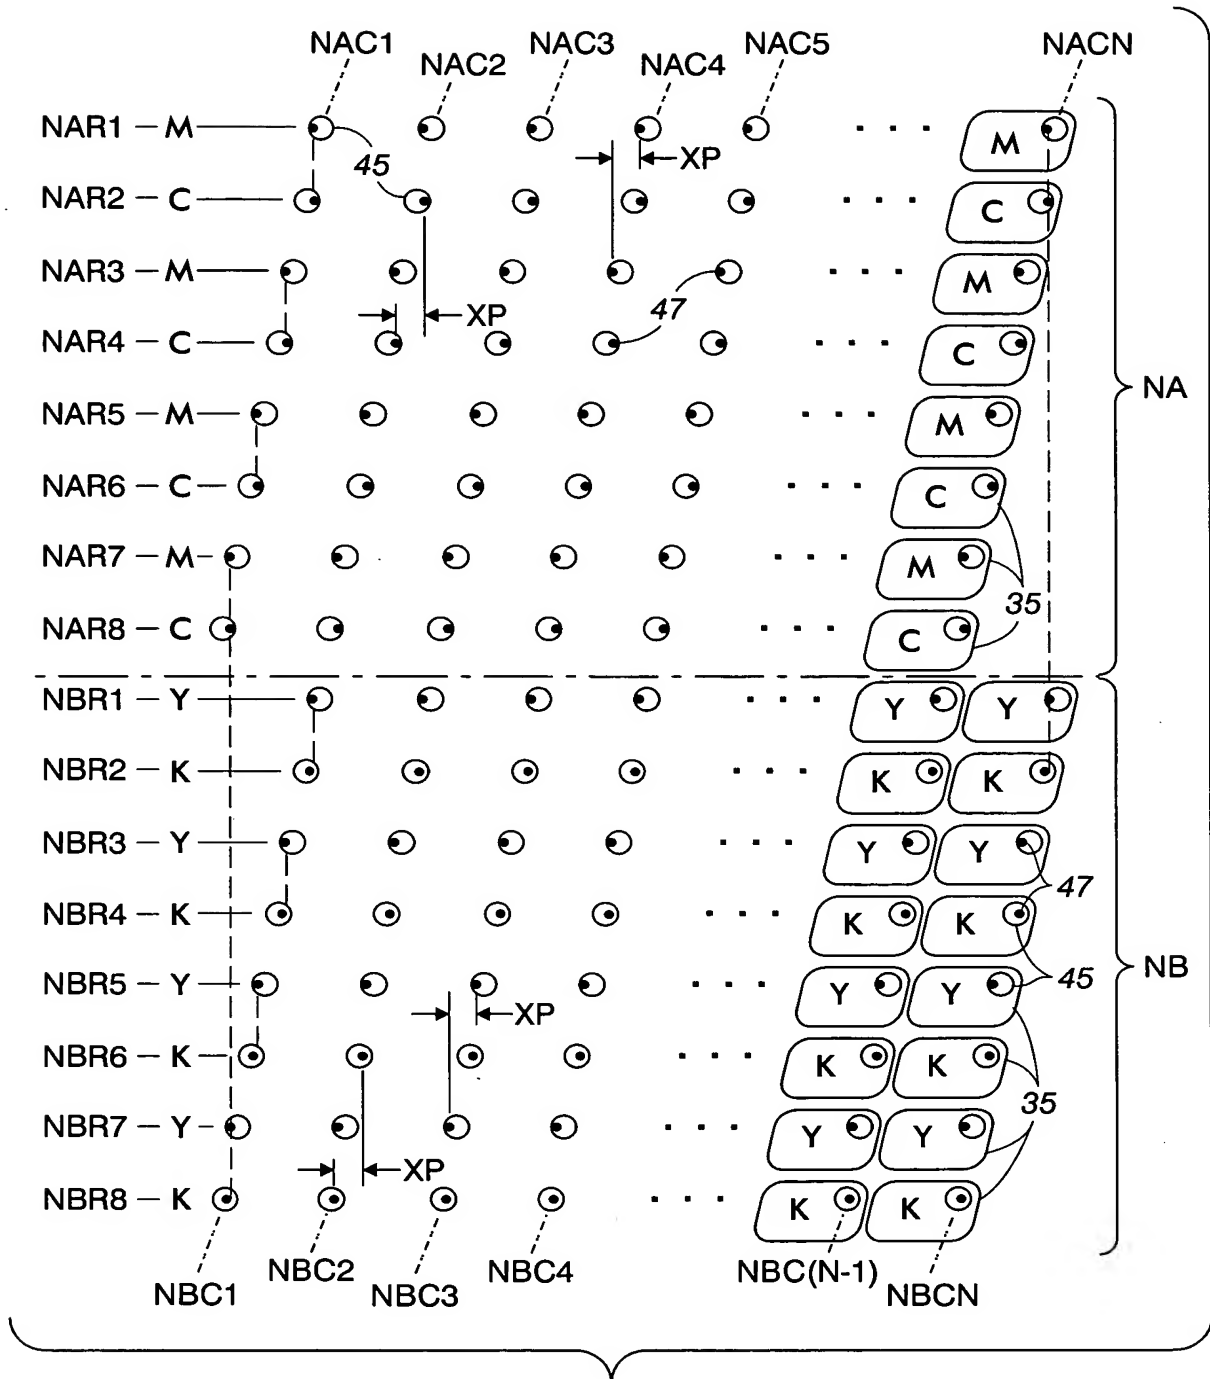 NAC1 NAC2 NAC3 NAC4 NAC5 NACN
NAR1 – M M
45 XP
NAR2 – C · · · C
NAR3 – M · · · M
47
XP
NAR4 – C · · · C
NA
NAR5 – M · · · M
NAR6 – C · · · C
NAR7 – M · · · M
35
NAR8 – C · · · C
NBR1 – Y · · · Y Y
NBR2 – K · · · K K
NBR3 – Y · · · Y Y
47
NBR4 – K · · · K K
NB
45
NBR5 – Y · · · Y Y
XP
NBR6 – K · · · K K
35
NBR7 – Y · · · Y Y
XP
NBR8 – K · · · K K
NBC1 NBC2 NBC3 NBC4 NBC(N-1) NBCN